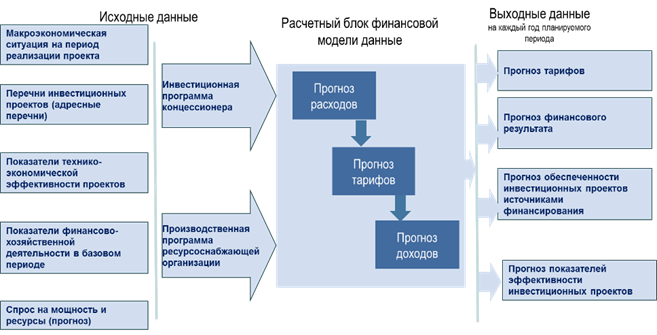 Исходные данные
Макроэкономическая
ситуация на период
реализации проекта
Перечни инвестиционных
проектов (адресные
перечни)
Показатели технико-
экономической
эффективности проектов
Показатели финансово-
хозяйственной
деятельности в базовом
периоде
Спрос на мощность и
ресурсы (прогноз)
Инвестиционная
программа
концессионера
Производственная
программа
ресурсоснабжающей
организации
Расчетный блок финансовой
модели данные
Прогноз
расходов
Прогноз
тарифов
Прогноз
доходов
Выходные данные
на каждый год планируемого
периода
Прогноз тарифов
Прогноз финансового
результата
Прогноз обеспеченности
инвестиционных проектов
источниками
финансирования
Прогноз показателей
эффективности
инвестиционных проектов